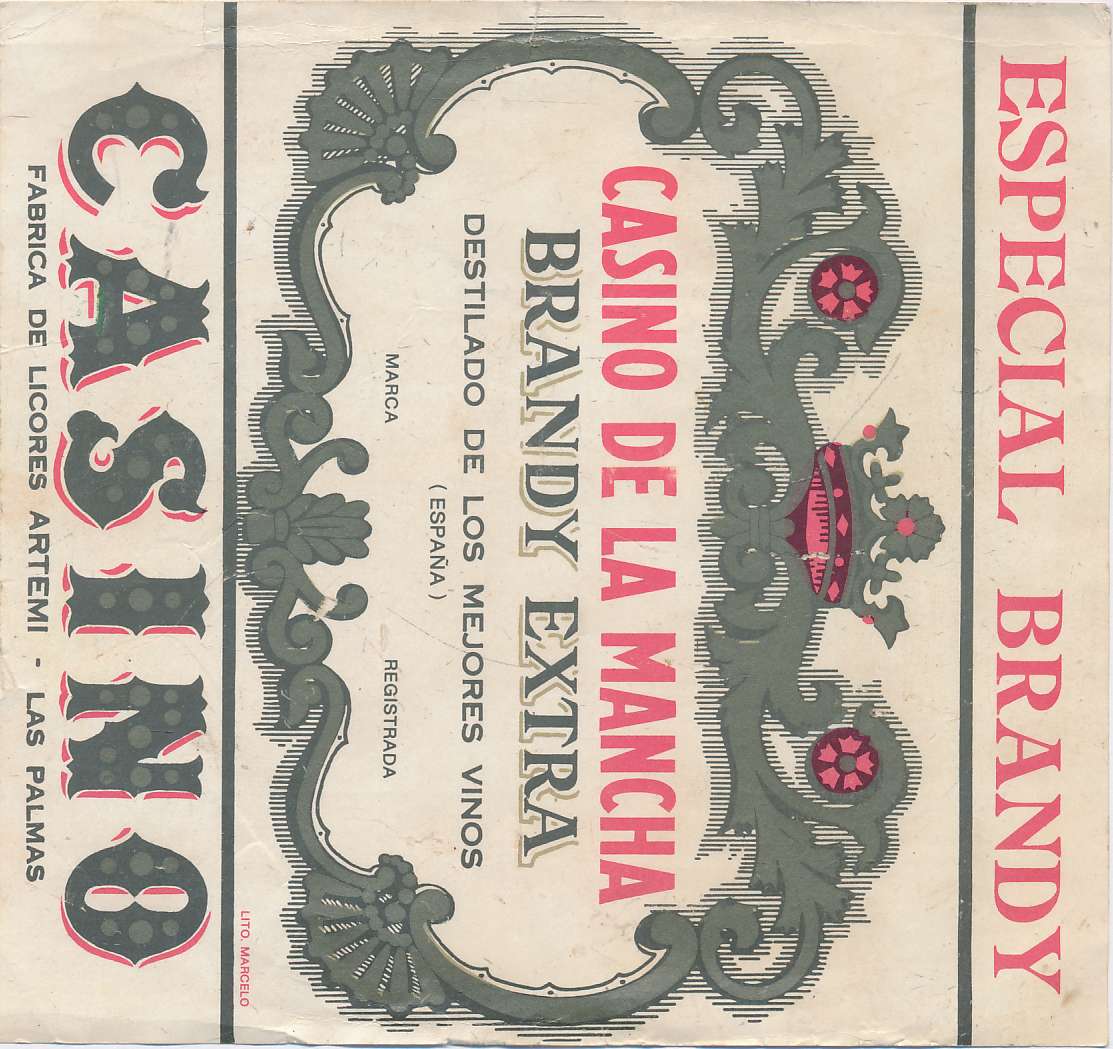 ESPECIAL BRANDY
CASINO DE LA MANCHA
BRANDY EXTRA
DESTILADO DE LOS MEJORES VINOS
(ESPAÑA)
MARCA REGISTRADA
LITO. MARCELO
CASINO
FABRICA DE LICORES ARTEMI - LAS PALMAS